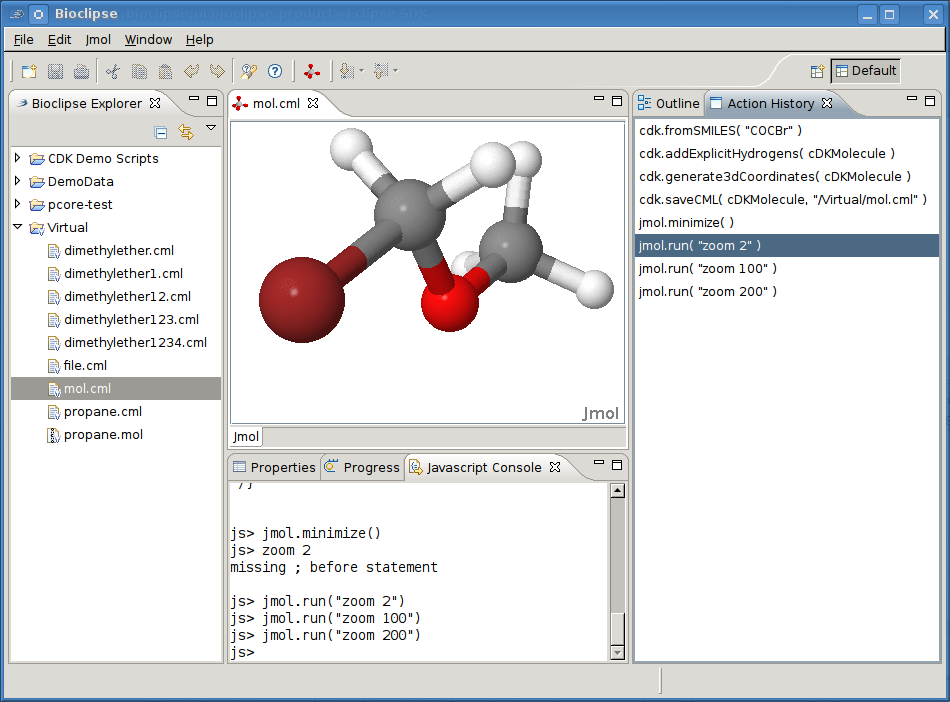 Bioclipse
File Edit Jmol Window Help
Default
Bioclipse Explorer
CDK Demo Scripts
DemoData
pcore-test
Virtual
dimethylether.cml
dimethylether1.cml
dimethylether12.cml
dimethylether123.cml
dimethylether1234.cml
file.cml
mol.cml
propane.cml
propane.mol
mol.cml
Jmol
Jmol
Properties Progress Javascript Console
js> jmol.minimize()
js> zoom 2
missing ; before statement
js> jmol.run("zoom 2")
js> jmol.run("zoom 100")
js> jmol.run("zoom 200")
js>
Outline Action History
cdk.fromSMILES( "COCBr" )
cdk.addExplicitHydrogens( cDKMolecule )
cdk.generate3dCoordinates( cDKMolecule )
cdk.saveCML( cDKMolecule, "/Virtual/mol.cml" )
jmol.minimize( )
jmol.run( "zoom 2" )
jmol.run( "zoom 100" )
jmol.run( "zoom 200" )